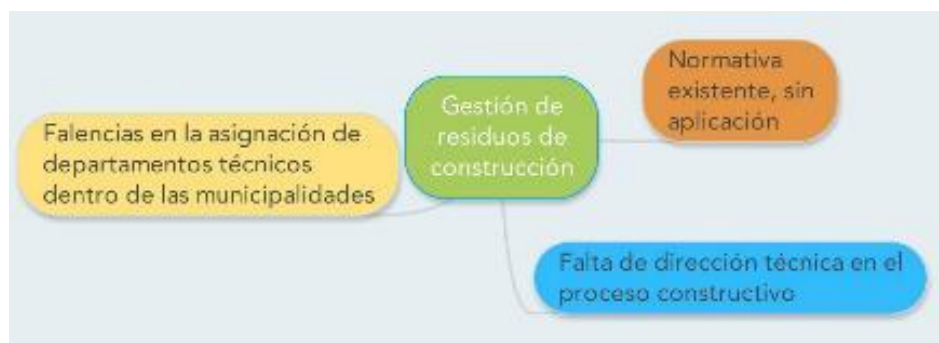 Gestión de
residuos de
construcción
Normativa
existente, sin
aplicación
Falencias en la asignación de
departamentos técnicos
dentro de las municipalidades
Falta de dirección técnica en el
proceso constructivo